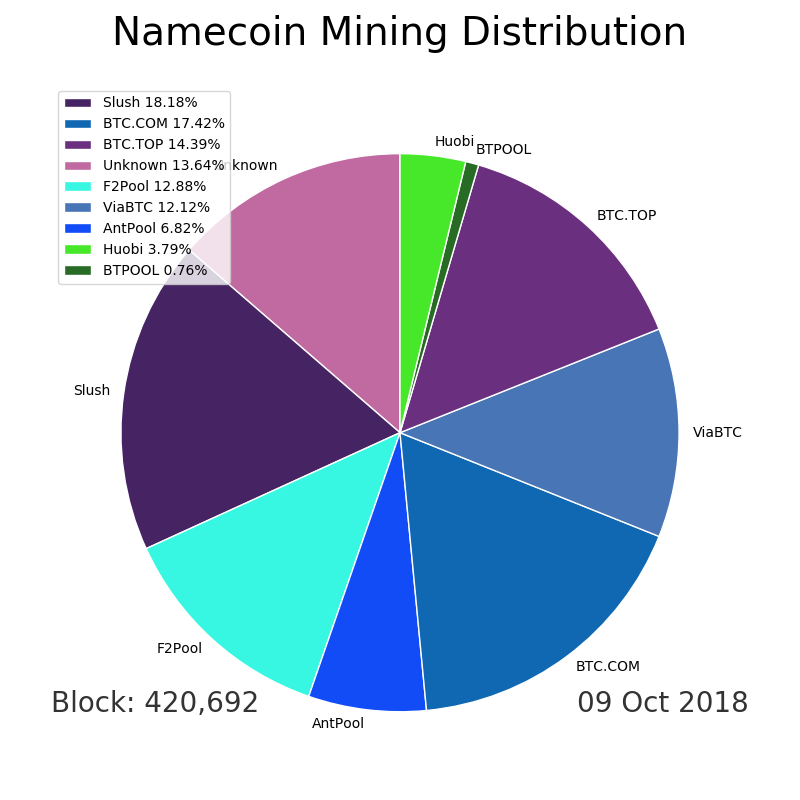 Namecoin Mining Distribution
Slush 18.18%
BTC.COM 17.42%
BTC.TOP 14.39%
Unknown 13.64%
F2Pool 12.88%
ViaBTC 12.12%
AntPool 6.82%
Huobi 3.79%
BTPOOL 0.76%
Huobi
BTPOOL
Unknown
BTC.TOP
Slush
ViaBTC
F2Pool
BTC.COM
AntPool
Block: 420,692
09 Oct 2018